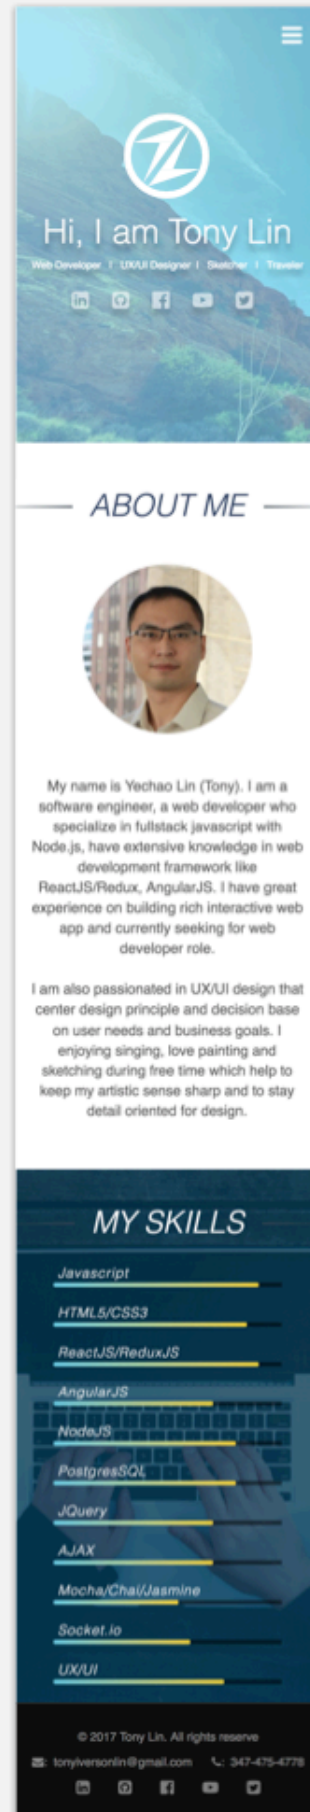 Hi, I am Tony Lin
Web Developer | UX/UI Designer | Sketcher | Traveler
ABOUT ME
My name is Yechao Lin (Tony). I am a
software engineer, a web developer who
specialize in fullstack javascript with
Node.js, have extensive knowledge in web
development framework like
ReactJS/Redux, AngularJS. I have great
experience on building rich interactive web
app and currently seeking for web
developer role.
I am also passionated in UX/UI design that
center design principle and decision base
on user needs and business goals. I
enjoying singing, love painting and
sketching during free time which help to
keep my artistic sense sharp and to stay
detail oriented for design.
MY SKILLS
Javascript
HTML5/CSS3
ReactJS/ReduxJS
AngularJS
NodeJS
PostgresSQL
JQuery
AJAX
Mocha/Chai/Jasmine
Socket.io
UX/UI
© 2017 Tony Lin. All rights reserve
: tonyiversonlin@gmail.com : 347-475-4778